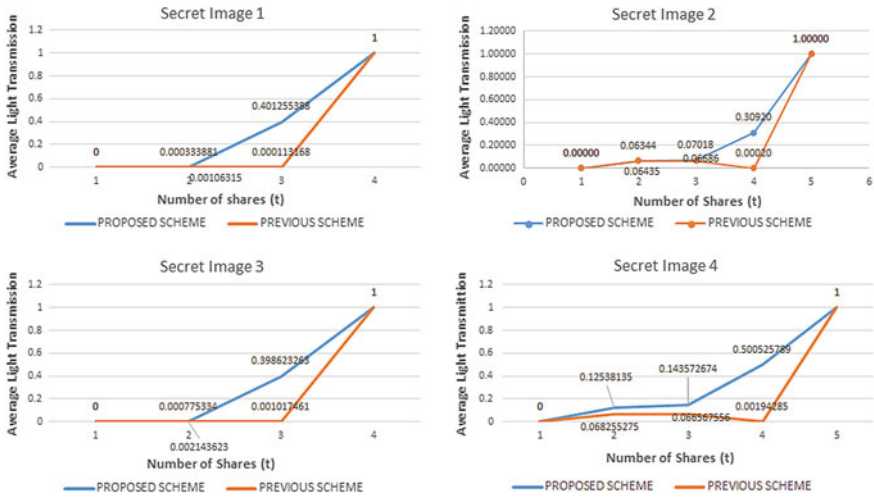 Secret Image 1
Average Light Transmission
1.2
1
0.8
0.6
0.4
0.2
0
0
0.000333881
0.00106315
0.401255388
0.000113168
1
1 2 3 4
Number of shares (t)
PROPOSED SCHEME PREVIOUS SCHEME
Secret Image 2
Average Light Transmission
1.20000
1.00000
0.80000
0.60000
0.40000
0.20000
0.00000
0.00000
0.06344
0.06435
0.07018
0.06686
0.30920
0.00020
1.00000
0 1 2 3 4 5 6
Number of Shares (t)
PROPOSED SCHEME PREVIOUS SCHEME
Secret Image 3
Average Light Transmission
1.2
1
0.8
0.6
0.4
0.2
0
0
0.000775334
0.002143623
0.398623263
0.001017461
1
1 2 3 4
Number of Shares (t)
PROPOSED SCHEME PREVIOUS SCHEME
Secret Image 4
Average Light Transmittion
1.2
1
0.8
0.6
0.4
0.2
0
0
0.12538135
0.068255275
0.143572674
0.066567556
0.500525789
0.00194285
1
1 2 3 4 5
Number of Shares (t)
PROPOSED SCHEME PREVIOUS SCHEME